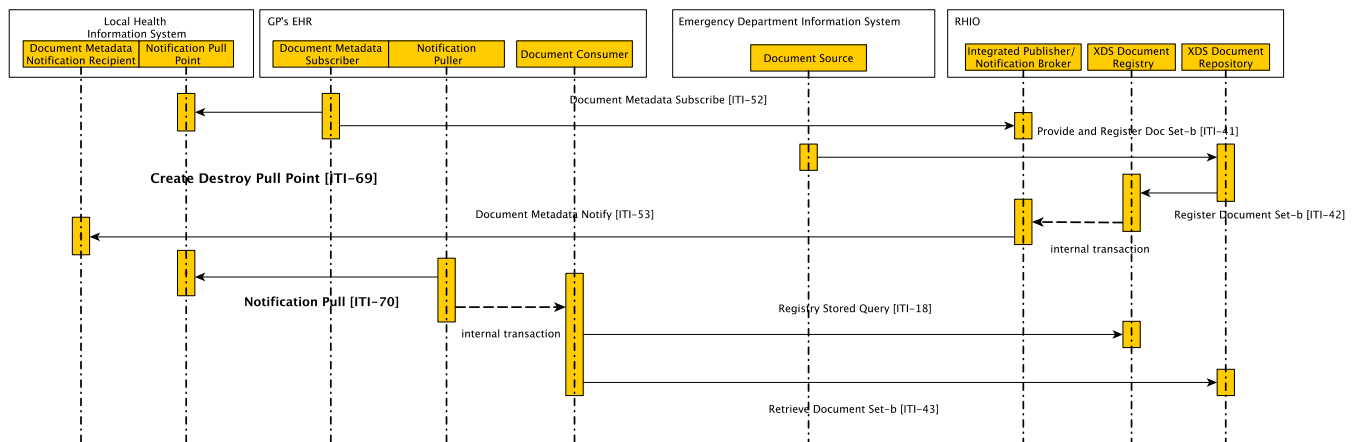 Local Health
Information System
GP's EHR
Emergency Department Information System
RHIO
Document Metadata
Notification Recipient
Notification Pull
Point
Document Metadata
Subscriber
Notification
Puller
Document Consumer
Document Source
Integrated Publisher/
Notification Broker
XDS Document
Registry
XDS Document
Repository
Document Metadata Subscribe [ITI-52]
Provide and Register Doc Set-b [ITI-41]
Create Destroy Pull Point [ITI-69]
Document Metadata Notify [ITI-53]
Register Document Set-b [ITI-42]
internal transaction
Notification Pull [ITI-70]
Registry Stored Query [ITI-18]
internal transaction
Retrieve Document Set-b [ITI-43]